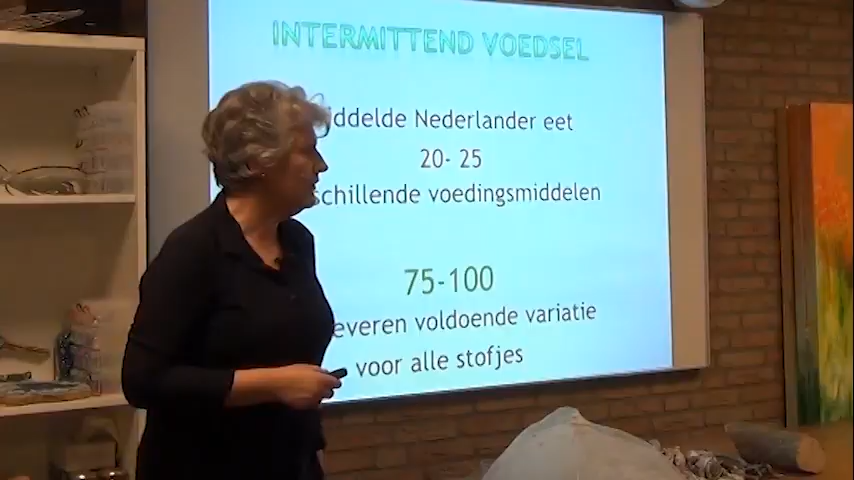 INTERMITTEND VOEDSEL
iddelde Nederlander eet
20- 25
schillende voedingsmiddelen
75-100
everen voldoende variatie
voor alle stofjes